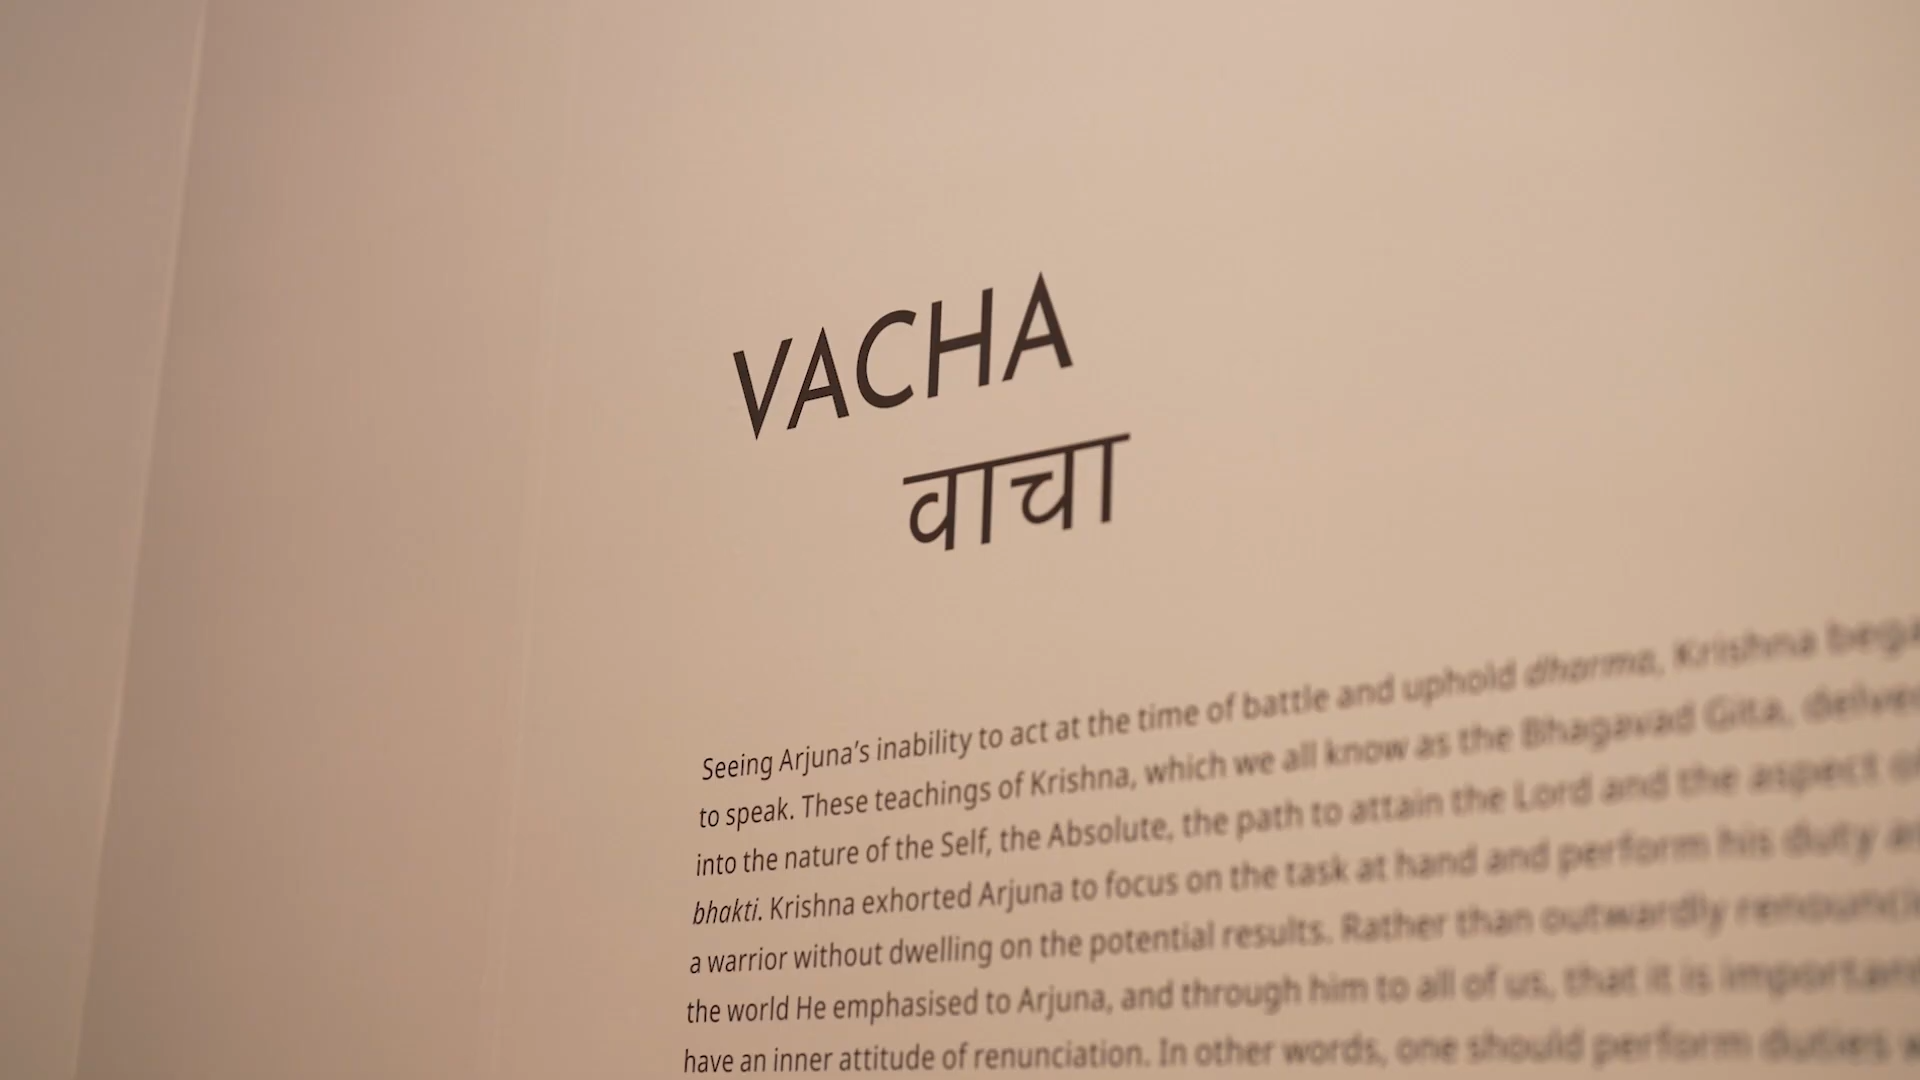 VACHA
वाचा
Seeing Arjuna’s inability to act at the time of battle and uphold dharma, Krishna bega
to speak. These teachings of Krishna, which we all know as the Bhagavad Gita, delve
into the nature of the Self, the Absolute, the path to attain the Lord and the aspect of
bhakti. Krishna exhorted Arjuna to focus on the task at hand and perform his duty as
a warrior without dwelling on the potential results. Rather than outwardly renounci
the world He emphasised to Arjuna, and through him to all of us, that it is important
have an inner attitude of renunciation. In other words, one should perform duties